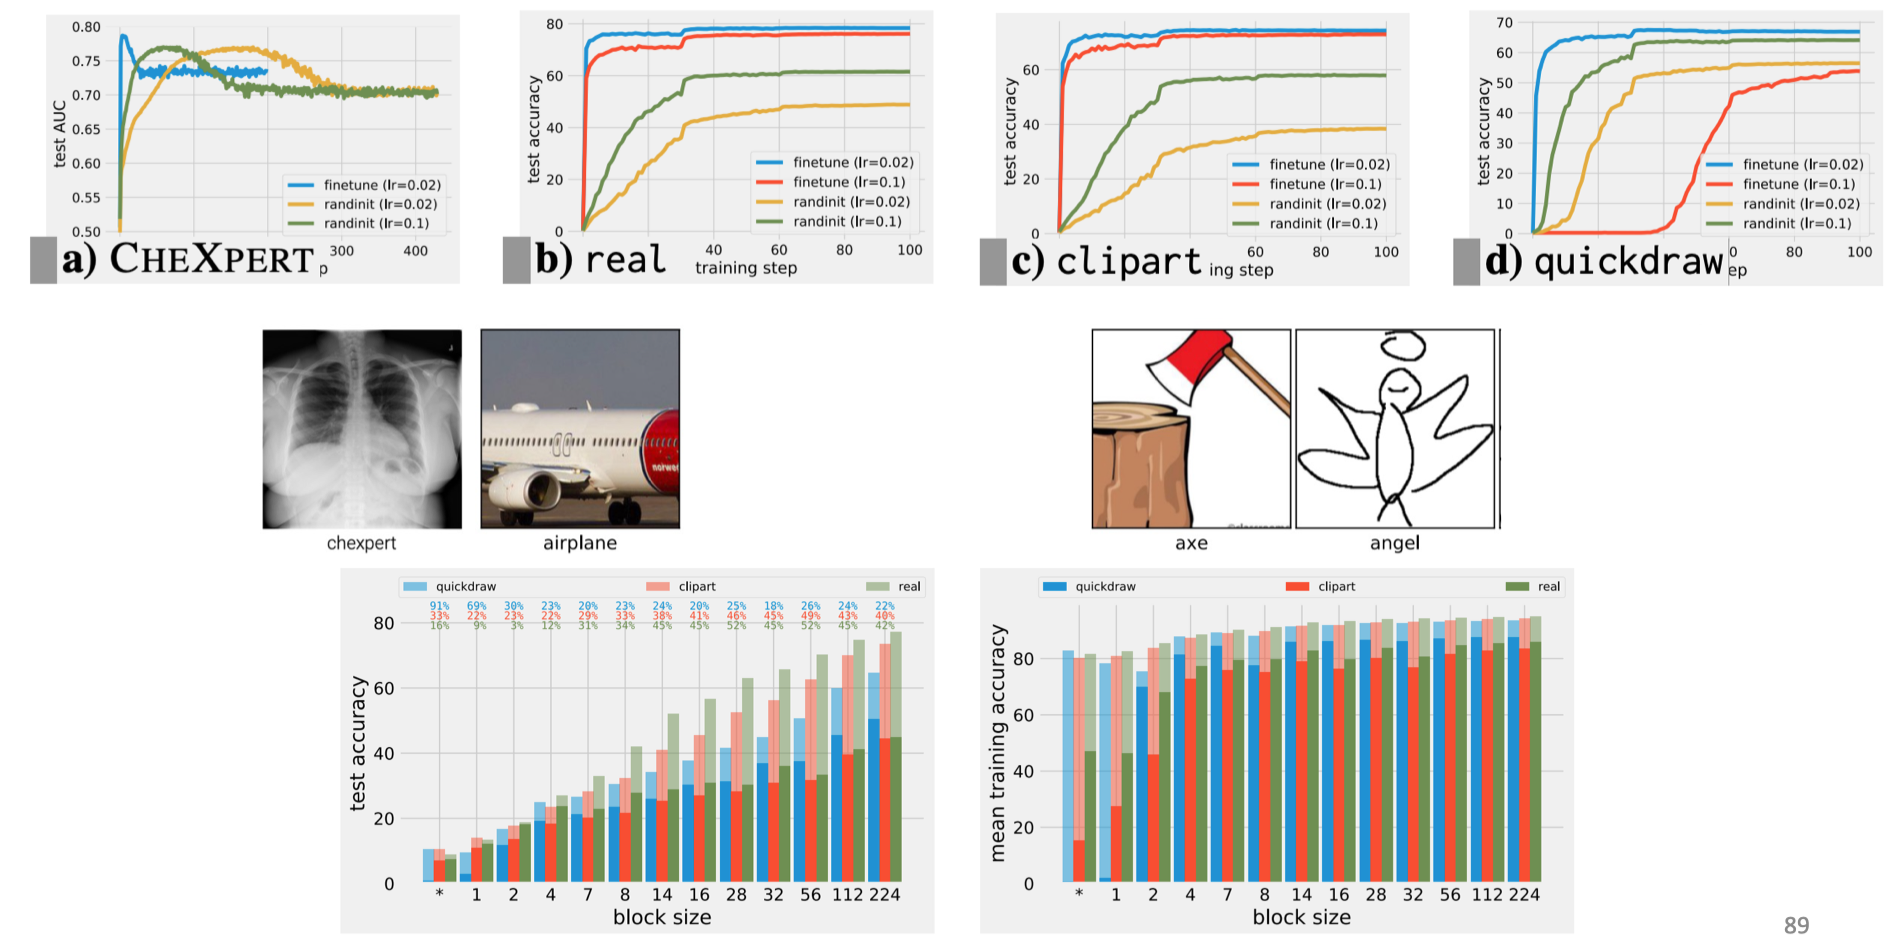 0.80
0.75
0.70
0.65
0.60
0.55
0.50
test AUC
finetune (lr=0.02)
randinit (lr=0.02)
randinit (lr=0.1)
300 400
a) CHEXPERT p
80
60
40
20
0
test accuracy
finetune (lr=0.02)
finetune (lr=0.1)
randinit (lr=0.02)
randinit (lr=0.1)
40 60 80 100
b) real training step
60
40
20
0
test accuracy
finetune (lr=0.02)
finetune (lr=0.1)
randinit (lr=0.02)
randinit (lr=0.1)
60 80 100
c) clipart ing step
70
60
50
40
30
20
10
0
test accuracy
finetune (lr=0.02)
finetune (lr=0.1)
randinit (lr=0.02)
randinit (lr=0.1)
0 80 100
d) quickdraw ep
norwe
chexpert airplane
axe angel
quickdraw clipart real
91% 69% 30% 23% 20% 23% 24% 20% 25% 18% 26% 24% 22%
33% 22% 23% 22% 29% 33% 38% 41% 46% 45% 49% 43% 40%
16% 9% 3% 12% 31% 34% 45% 45% 52% 45% 52% 45% 42%
80
60
40
20
0
test accuracy
* 1 2 4 7 8 14 16 28 32 56 112 224
block size
quickdraw clipart real
80
60
40
20
0
mean training accuracy
* 1 2 4 7 8 14 16 28 32 56 112 224
block size
89